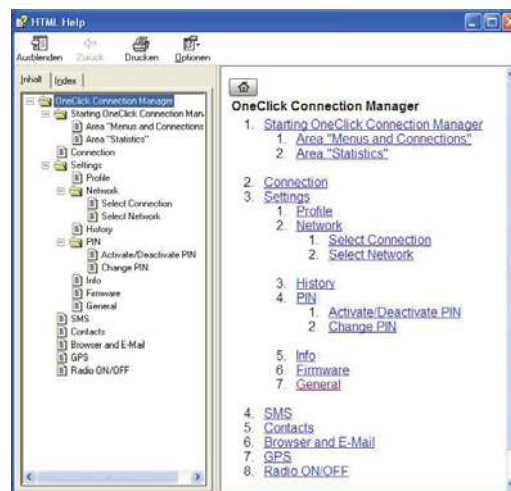 HTML Help
Ausblenden Zurück Drucken Optionen
Inhalt Index
OneClick Connection Manager
Starting OneClick Connection Man
Area "Menus and Connections
Area "Statistics"
Connection
Settings
Profile
Network
Select Connection
Select Network
History
PIN
Activate/Deactivate PIN
Change PIN
Info
Firmware
General
SMS
Contacts
Browser and E-Mail
GPS
Radio ON/OFF
OneClick Connection Manager
1. Starting OneClick Connection Manager
1. Area "Menus and Connections"
2. Area "Statistics"
2. Connection
3. Settings
1. Profile
2. Network
1. Select Connection
2. Select Network
3. History
4. PIN
1. Activate/Deactivate PIN
2. Change PIN
5. Info
6. Firmware
7. General
4. SMS
5. Contacts
6. Browser and E-Mail
7. GPS
8. Radio ON/OFF